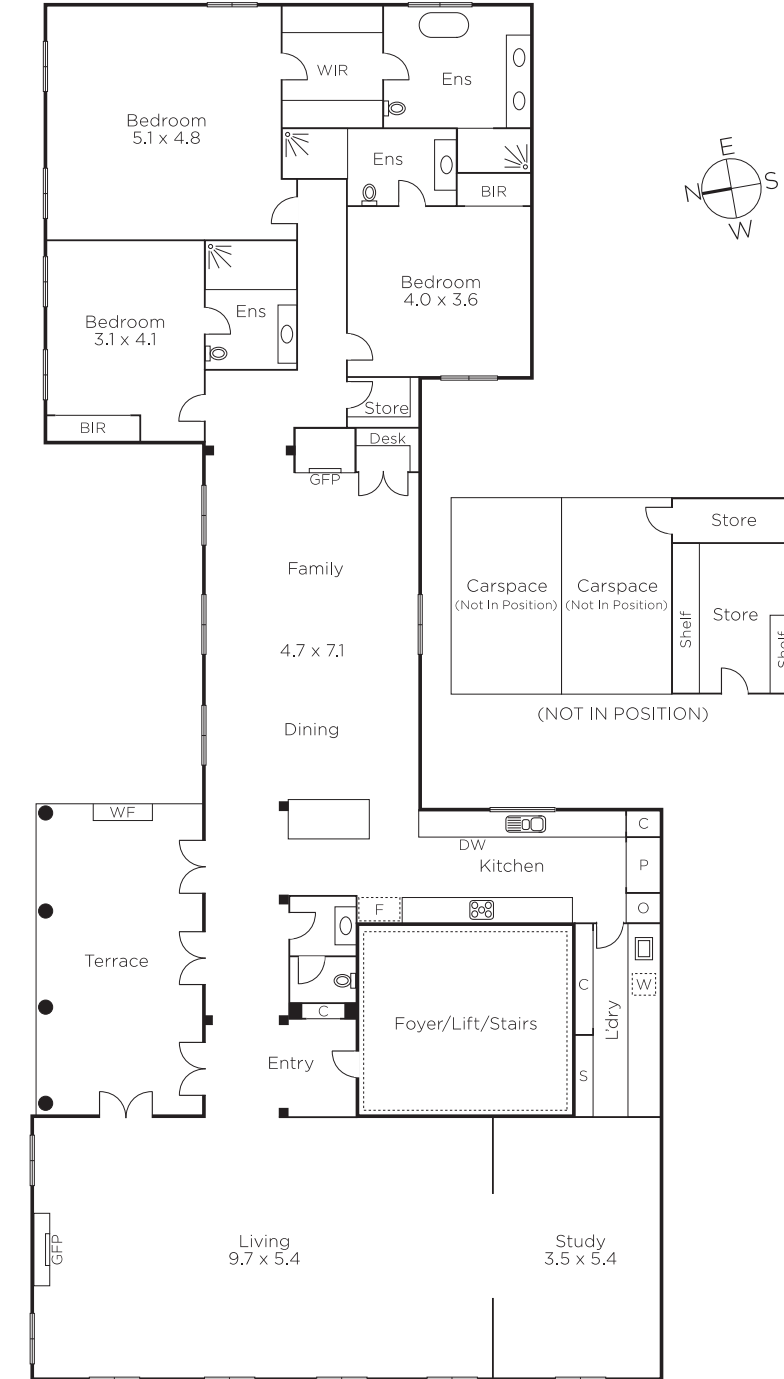 WIR
Ens
Bedroom
5.1 x 4.8
Ens
BIR
E
N
S
W
Bedroom
4.0 x 3.6
Ens
Bedroom
3.1 x 4.1
BIR
Store
Desk
GFP
Family
4.7 x 7.1
Dining
Carspace
(Not In Position)
Carspace
(Not In Position)
Store
Shelf
Store
Shelf
(NOT IN POSITION)
WF
DW
Kitchen
C
P
O
F
Terrace
C
Entry
Foyer/Lift/Stairs
C
S
L'dry
W
GFP
Living
9.7 x 5.4
Study
3.5 x 5.4